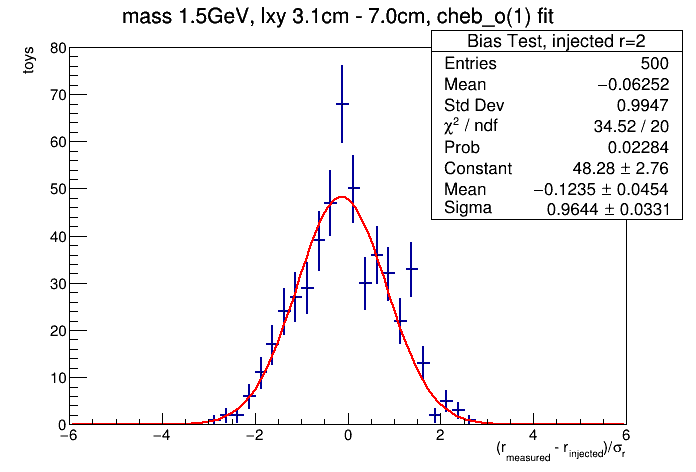 mass 1.5GeV, lxy 3.1cm - 7.0cm, cheb_o(1) fit
Bias Test, injected r=2
Entries 500
Mean −0.06252
Std Dev 0.9947
χ² / ndf 34.52 / 20
Prob 0.02284
Constant 48.28 ± 2.76
Mean −0.1235 ± 0.0454
Sigma 0.9644 ± 0.0331
toys
80
70
60
50
40
30
20
10
0
−6 −4 −2 0 2 4 6
(r_measured - r_injected)/σ_r